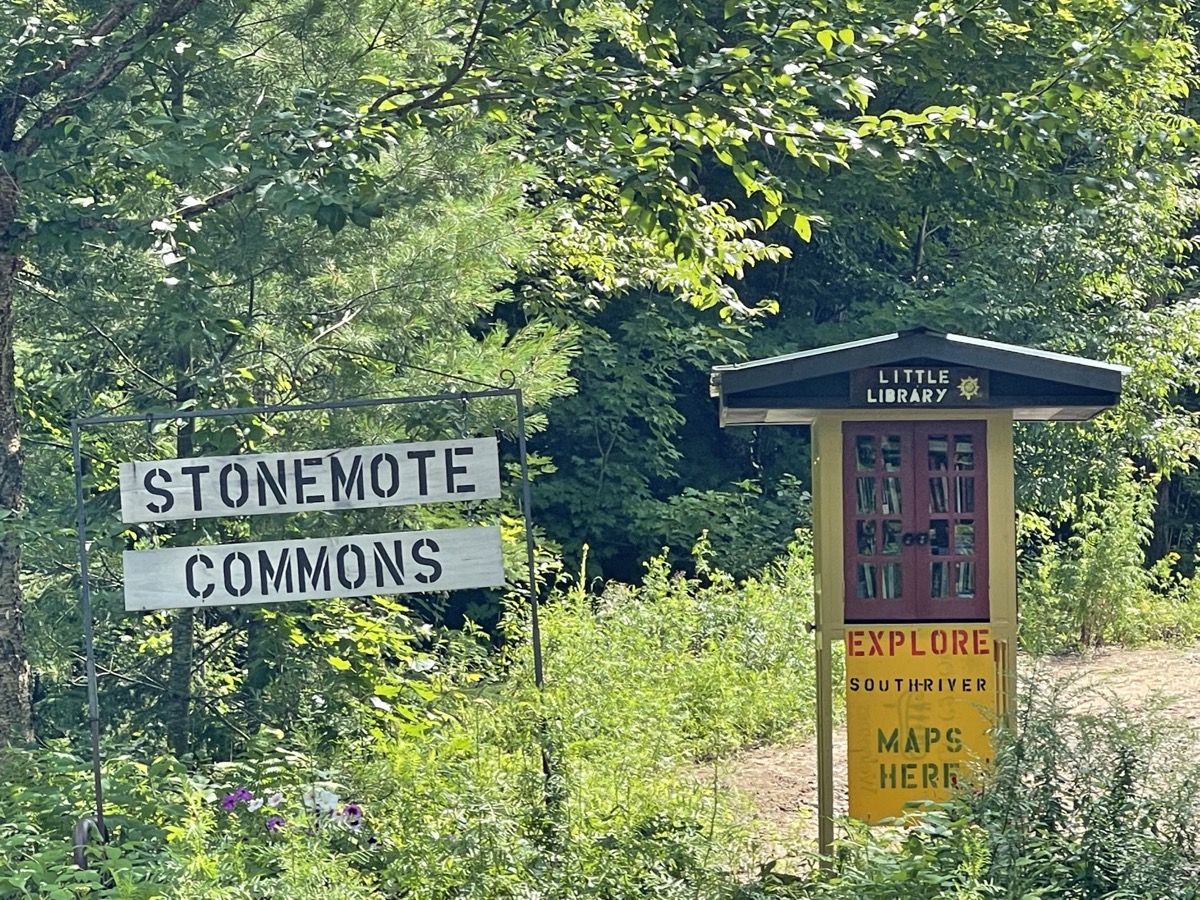 STONEMOTE
COMMONS
LITTLE
LIBRARY
EXPLORE
SOUTHRIVER
MAPS
HERE